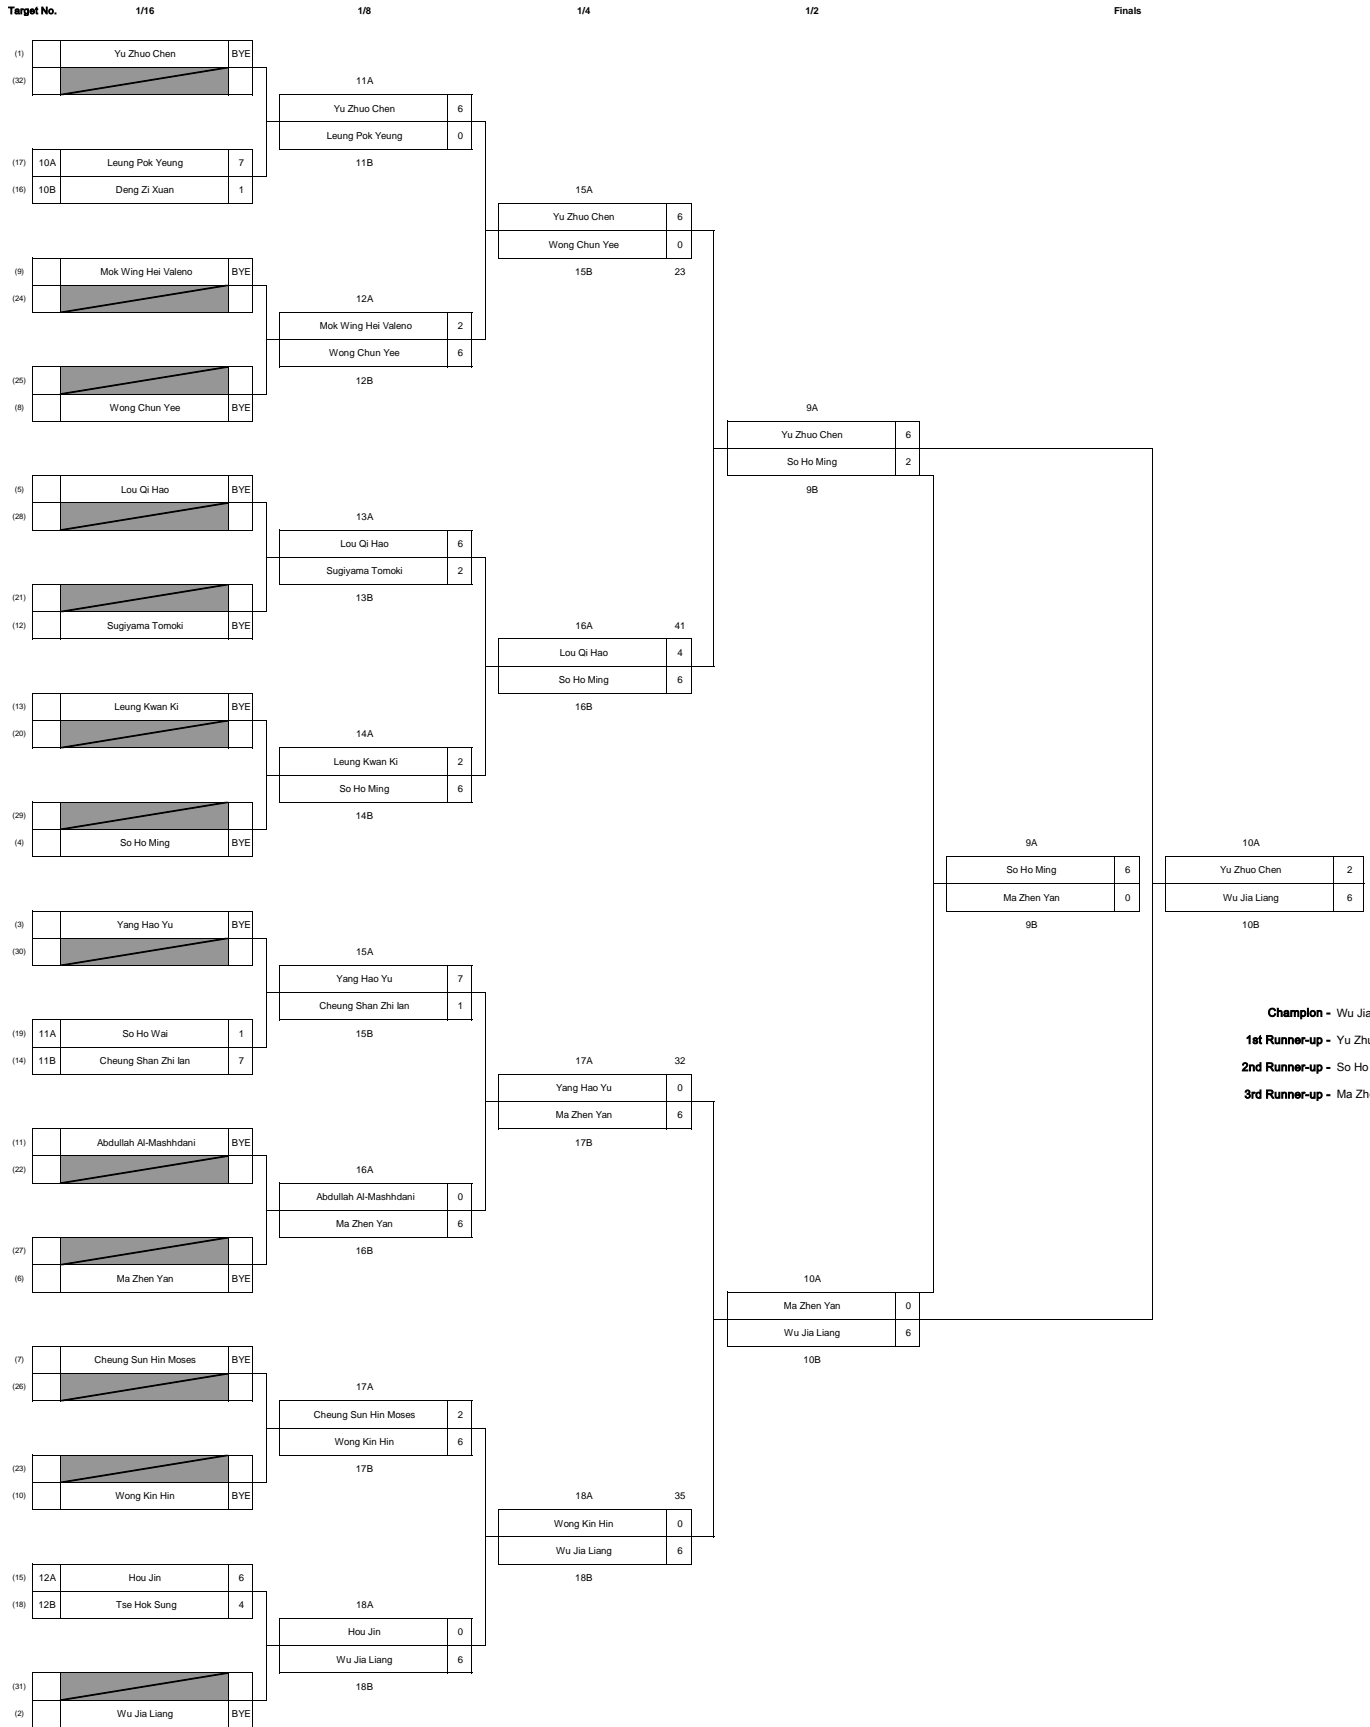 Target No. 1/16 1/8 1/4 1/2 Finals
(1) Yu Zhuo Chen BYE
(32)
11A
Yu Zhuo Chen 6
Leung Pok Yeung 0
11B
(17) 10A Leung Pok Yeung 7
(16) 10B Deng Zi Xuan 1
15A
Yu Zhuo Chen 6
Wong Chun Yee 0
15B 23
(9) Mok Wing Hei Valeno BYE
(24)
12A
Mok Wing Hei Valeno 2
Wong Chun Yee 6
12B
(25)
(8) Wong Chun Yee BYE
9A
Yu Zhuo Chen 6
So Ho Ming 2
9B
(5) Lou Qi Hao BYE
(28)
13A
Lou Qi Hao 6
Sugiyama Tomoki 2
13B
(21)
(12) Sugiyama Tomoki BYE
16A 41
Lou Qi Hao 4
So Ho Ming 6
16B
(13) Leung Kwan Ki BYE
(20)
14A
Leung Kwan Ki 2
So Ho Ming 6
14B
(29)
(4) So Ho Ming BYE
9A 10A
So Ho Ming 6 Yu Zhuo Chen 2
Ma Zhen Yan 0 Wu Jia Liang 6
9B 10B
(3) Yang Hao Yu BYE
(30)
15A
Yang Hao Yu 7
Cheung Shan Zhi Ian 1
15B
(19) 11A So Ho Wai 1
(14) 11B Cheung Shan Zhi Ian 7
Champion - Wu Jia
1st Runner-up - Yu Zhu
2nd Runner-up - So Ho
3rd Runner-up - Ma Zh
17A 32
Yang Hao Yu 0
Ma Zhen Yan 6
17B
(11) Abdullah Al-Mashhdani BYE
(22)
16A
Abdullah Al-Mashhdani 0
Ma Zhen Yan 6
16B
(27)
(6) Ma Zhen Yan BYE
10A
Ma Zhen Yan 0
Wu Jia Liang 6
10B
(7) Cheung Sun Hin Moses BYE
(26)
17A
Cheung Sun Hin Moses 2
Wong Kin Hin 6
17B
(23)
(10) Wong Kin Hin BYE
18A 35
Wong Kin Hin 0
Wu Jia Liang 6
18B
(15) 12A Hou Jin 6
(18) 12B Tse Hok Sung 4
18A
Hou Jin 0
Wu Jia Liang 6
18B
(31)
(2) Wu Jia Liang BYE